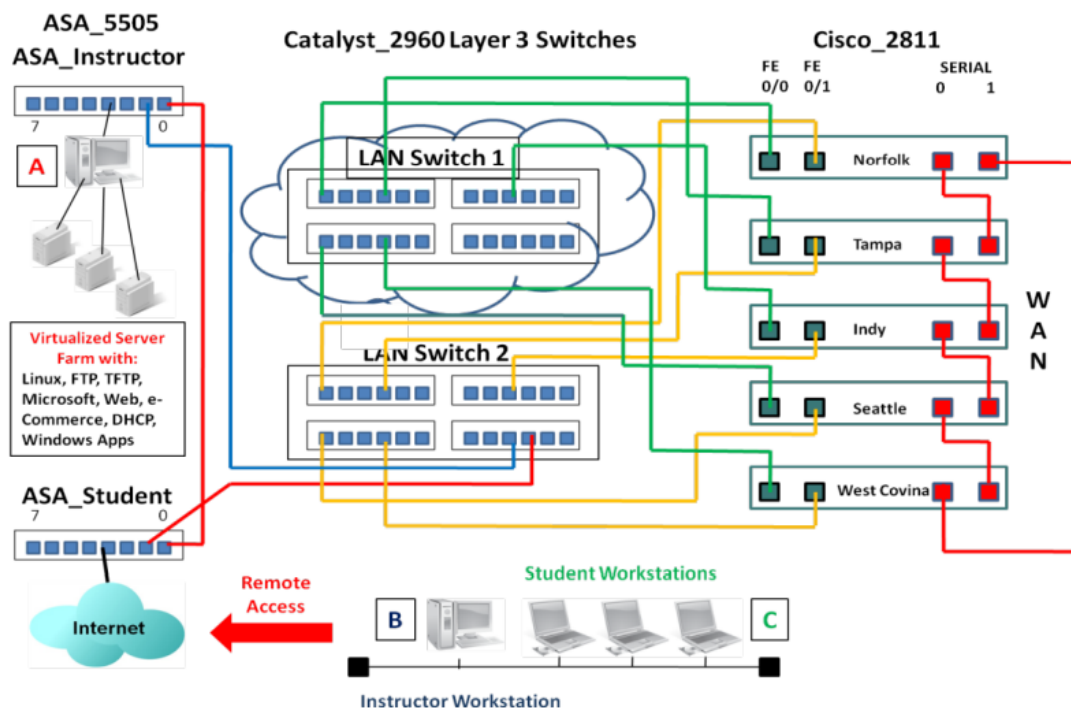 ASA_5505
ASA_Instructor
7 0
A
Virtualized Server
Farm with:
Linux, FTP, TFTP,
Microsoft, Web, e-
Commerce, DHCP,
Windows Apps
ASA_Student
7 0
Internet
Catalyst_2960 Layer 3 Switches
LAN Switch 1
LAN Switch 2
Cisco_2811
FE FE SERIAL
0/0 0/1 0 1
Norfolk
Tampa
Indy
Seattle
West Covina
W
A
N
Remote
Access
Student Workstations
B
C
Instructor Workstation